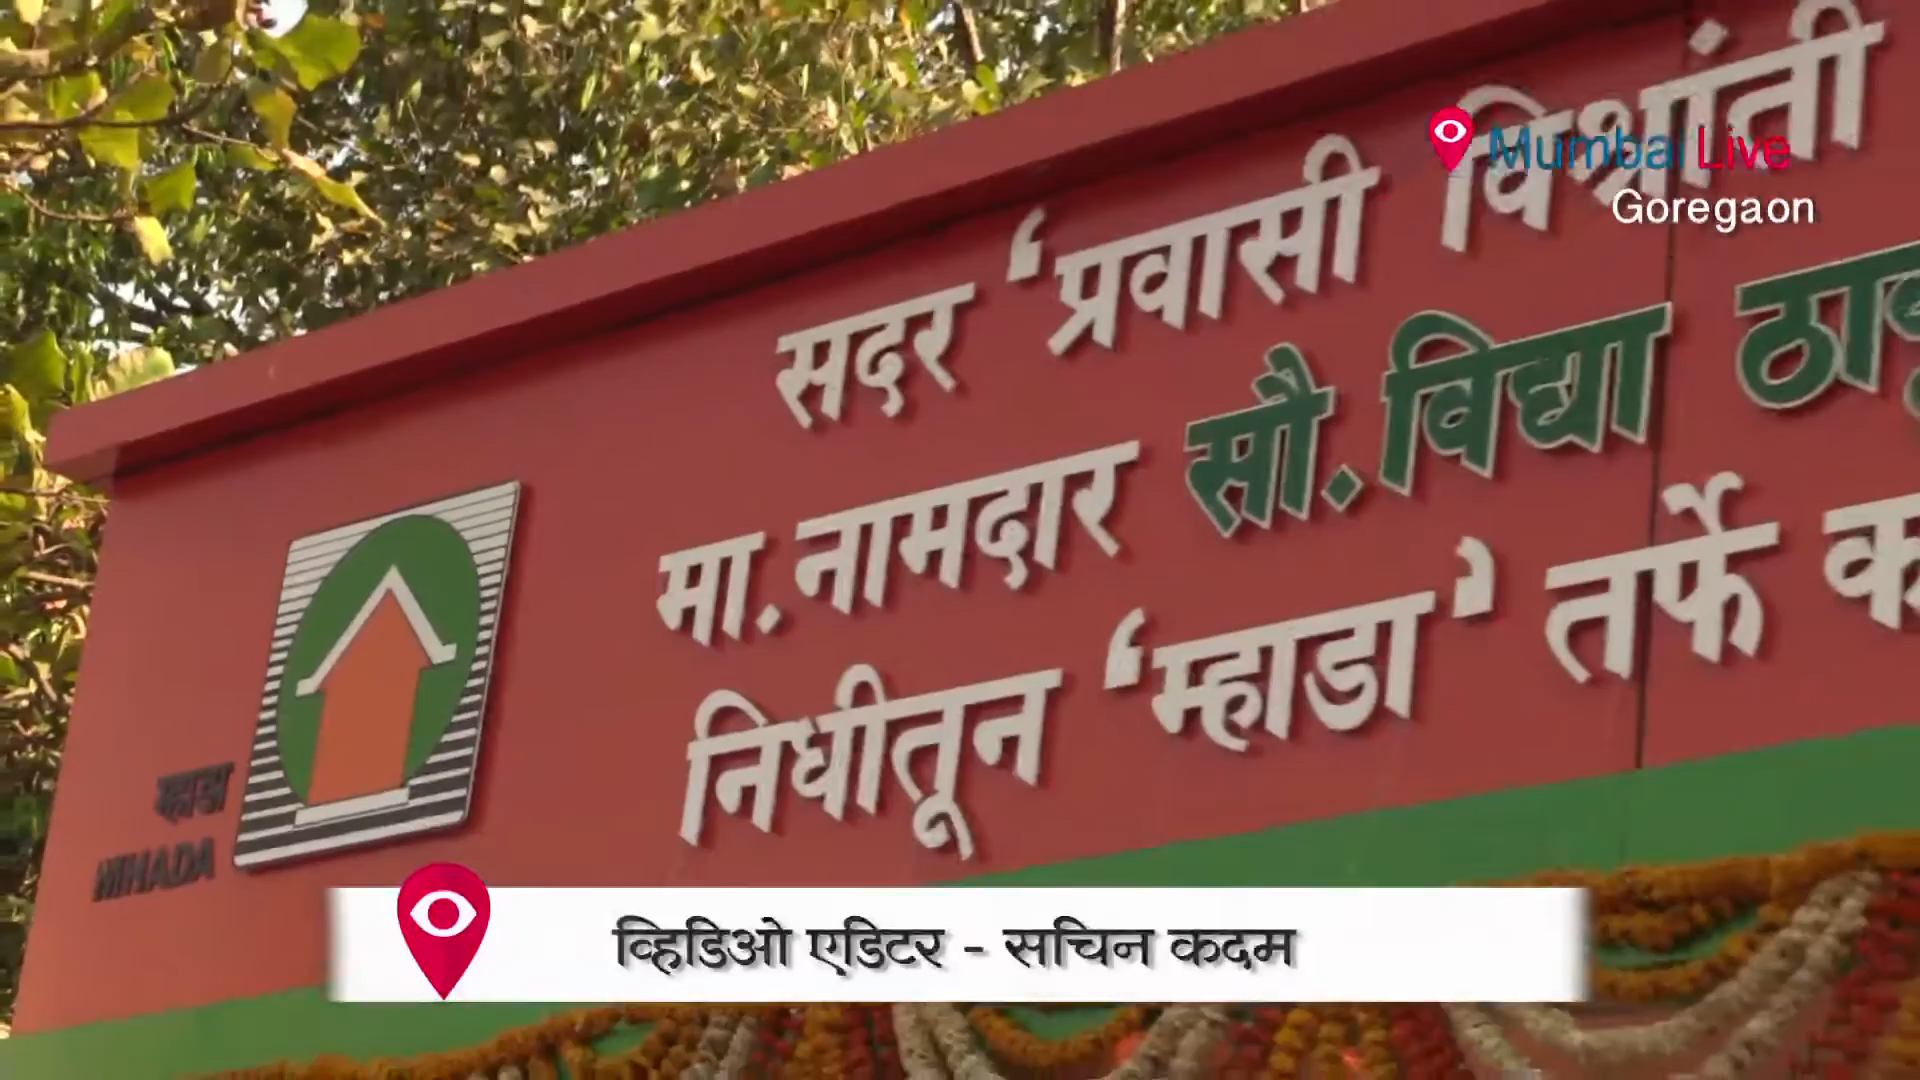 सदर ‘प्रवासी विश्रांती
Mumbai Live
Goregaon
मा. नामदार सौ. विद्या
निधीतून ‘म्हाडा’ तर्फे
म्हाडा
MHADA
व्हिडिओ एडिटर - सचिन कदम